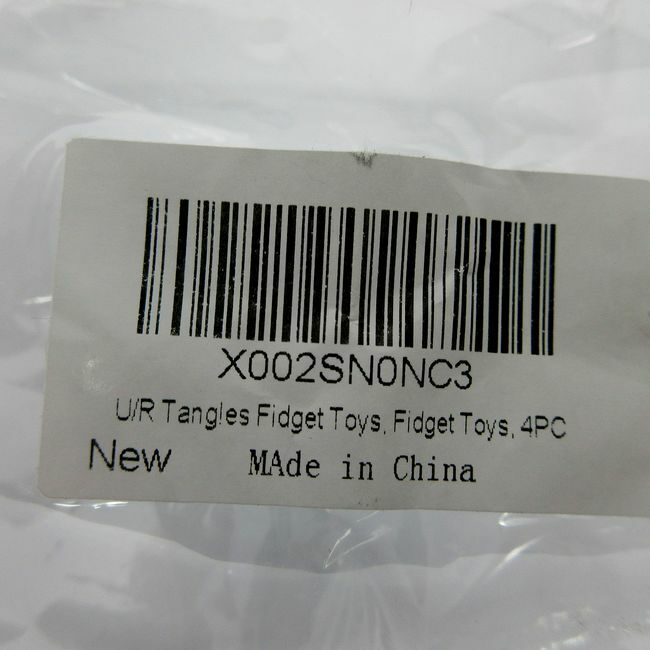 X002SN0NC3
U/R Tangles Fidget Toys, Fidget Toys, 4PC
New MAde in China